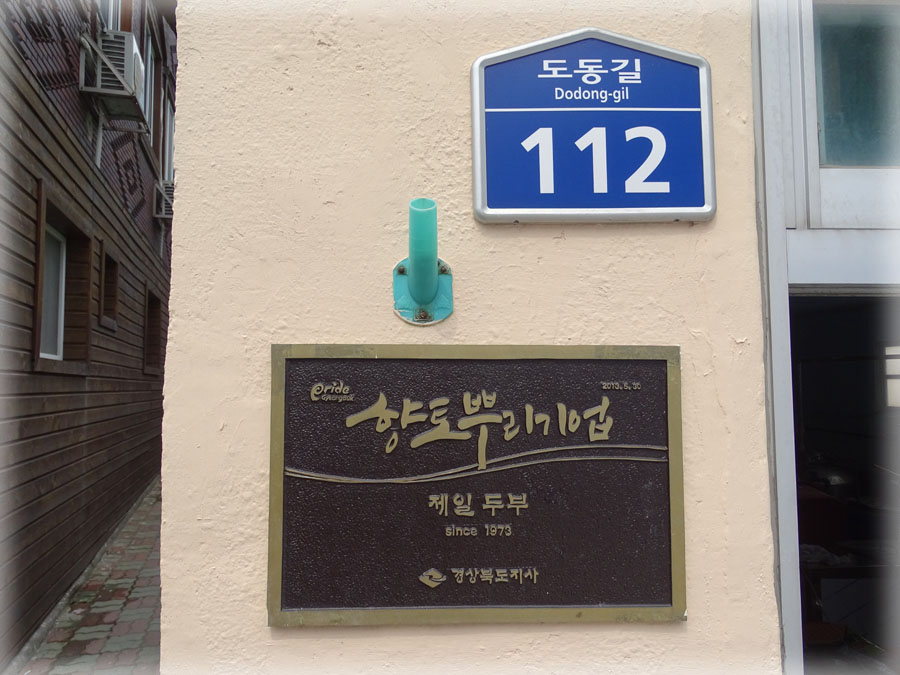 도동길
Dodong-gil
112
Pride
GyeongBuk
2013. 5. 30
향토뿌리기업
제일 두부
since 1973
경상북도지사